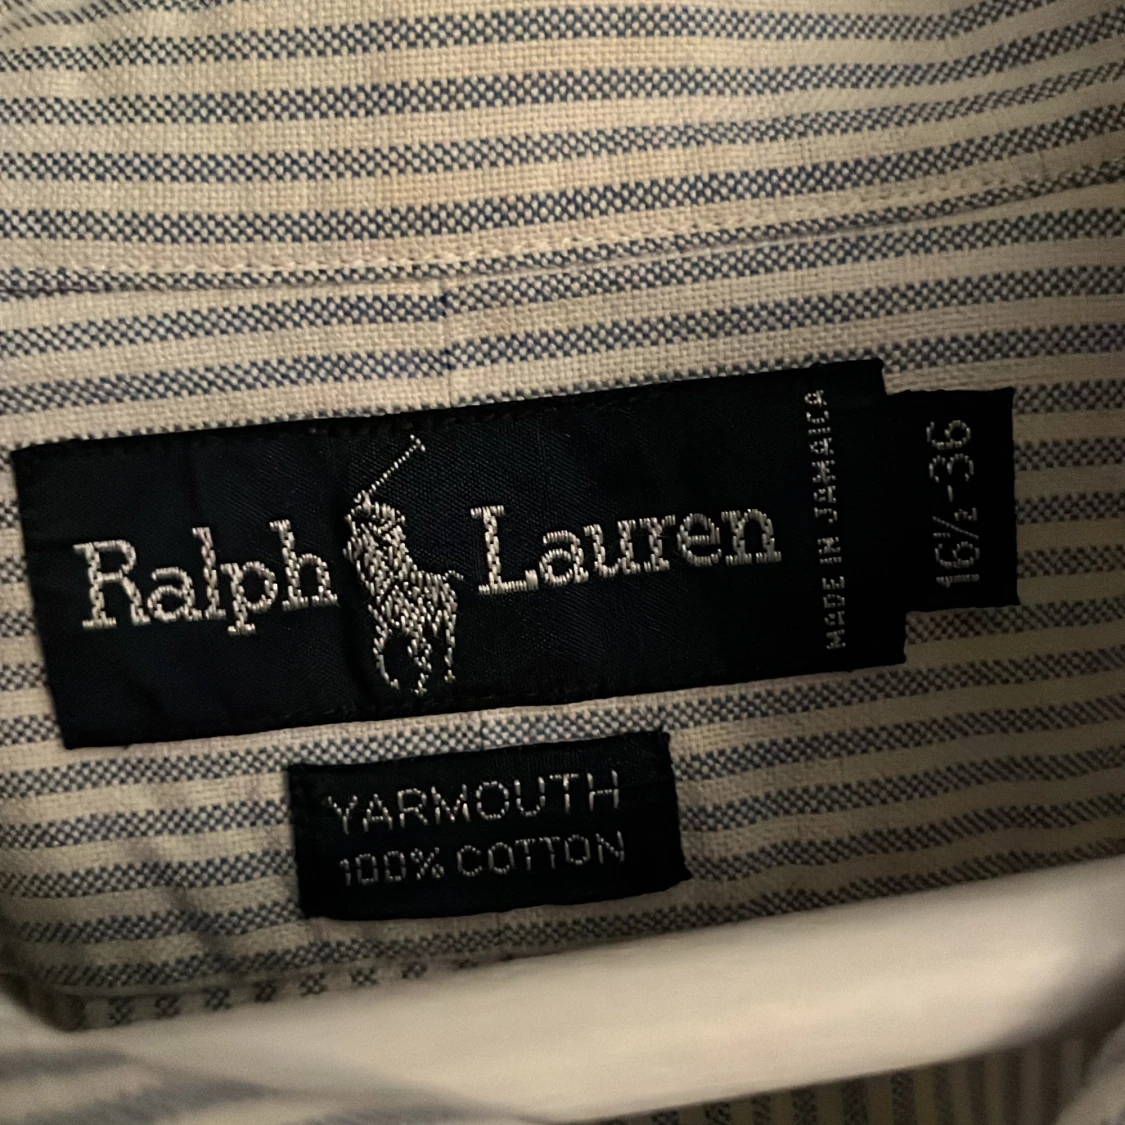 Ralph Lauren
MADE IN JAMAICA
16½-36
YARMOUTH
100% COTTON